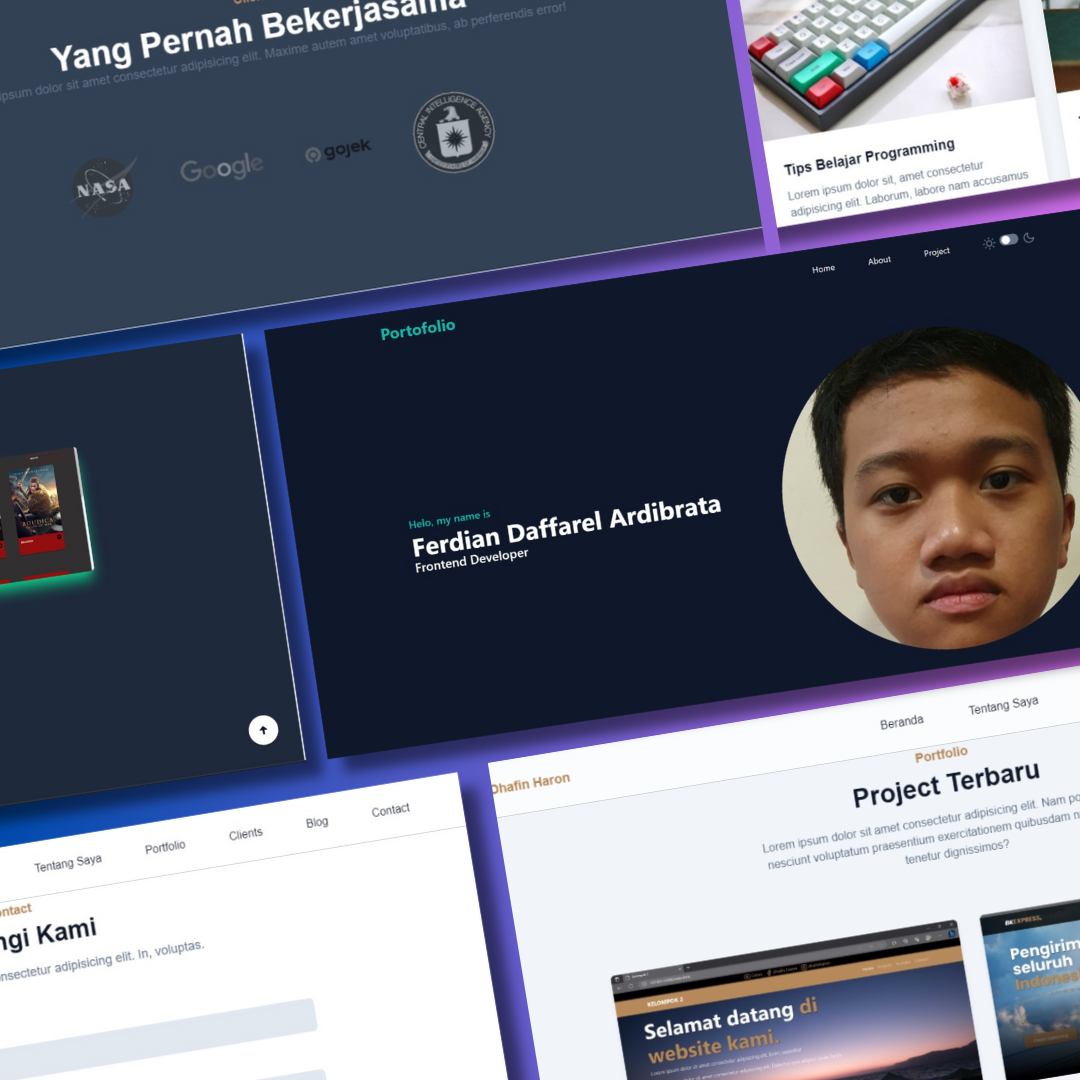 Yang Pernah Bekerjasama
ipsum dolor sit amet consectetur adipisicing elit. Maxime autem amet voluptatibus, ab perferendis error!
NASA
Google
gojek
CENTRAL INTELLIGENCE AGENCY
Tips Belajar Programming
Lorem ipsum dolor sit, amet consectetur
adipisicing elit. Laborum, labore nam accusamus
Home
About
Project
Portofolio
Helo, my name is
Ferdian Daffarel Ardibrata
Frontend Developer
BOUDICA
Beranda
Tentang Saya
Dhafin Haron
Portfolio
Project Terbaru
Lorem ipsum dolor sit amet consectetur adipisicing elit. Nam
nesciunt voluptatum praesentium exercitationem quibusdam
tenetur dignissimos?
Tentang Saya
Portfolio
Clients
Blog
Contact
ontact
ngi Kami
nsectetur adipisicing elit. In, voluptas.
KELOMPOK 2
Selamat datang di
website kami.
EXPRESS.
Pengirim
seluruh
Indones